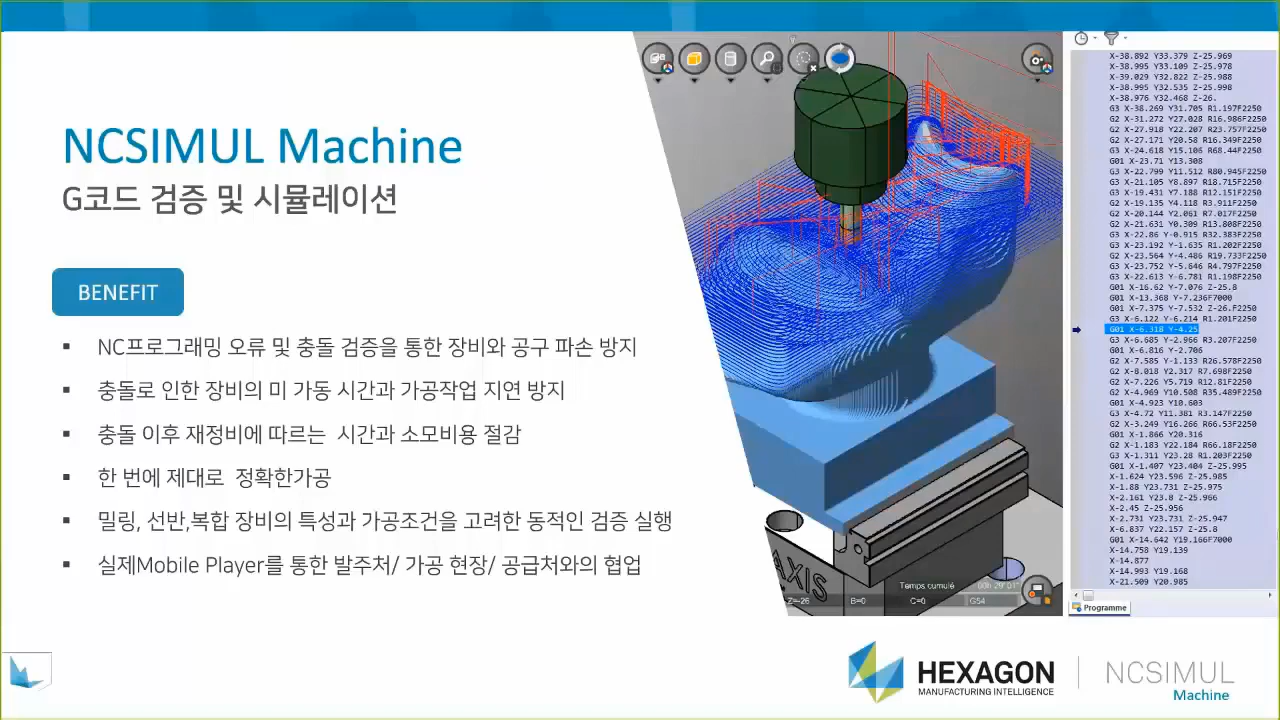 NCSIMUL Machine
G코드 검증 및 시뮬레이션
BENEFIT
▪ NC프로그래밍 오류 및 충돌 검증을 통한 장비와 공구 파손 방지
▪ 충돌로 인한 장비의 미 가동 시간과 가공작업 지연 방지
▪ 충돌 이후 재정비에 따르는 시간과 소모비용 절감
▪ 한 번에 제대로 정확한가공
▪ 밀링, 선반,복합 장비의 특성과 가공조건을 고려한 동적인 검증 실행
▪ 실제Mobile Player를 통한 발주처/ 가공 현장/ 공급처와의 협업
AXIS
Temps cumulé 00h 29' 01"
Z=-26 B=0 C=0 G54
X-38.892 Y33.379 Z-25.969
X-38.995 Y33.109 Z-25.978
X-39.029 Y32.822 Z-25.988
X-38.995 Y32.535 Z-25.998
X-38.976 Y32.468 Z-26.
G3 X-38.269 Y31.705 R1.197F2250
G2 X-31.272 Y27.028 R16.986F2250
G2 X-27.918 Y22.207 R23.757F2250
G2 X-27.171 Y20.58 R16.349F2250
G3 X-24.618 Y15.106 R68.44F2250
G01 X-23.71 Y13.308
G3 X-22.799 Y11.512 R80.945F2250
G3 X-21.105 Y8.897 R18.715F2250
G3 X-19.431 Y7.188 R12.151F2250
G2 X-19.135 Y4.118 R3.911F2250
G2 X-20.144 Y2.061 R7.017F2250
G2 X-21.631 Y0.309 R13.808F2250
G3 X-22.86 Y-0.915 R32.383F2250
G3 X-23.192 Y-1.635 R1.202F2250
G2 X-23.564 Y-4.486 R19.733F2250
G3 X-23.752 Y-5.646 R4.797F2250
G3 X-22.613 Y-6.781 R1.198F2250
G01 X-16.62 Y-7.076 Z-25.8
G01 X-13.368 Y-7.236F7000
G01 X-7.375 Y-7.532 Z-26.F2250
G3 X-6.122 Y-6.214 R1.201F2250
G01 X-6.318 Y-4.25
G3 X-6.685 Y-2.966 R3.207F2250
G01 X-6.816 Y-2.706
G2 X-7.585 Y-1.133 R26.578F2250
G2 X-8.018 Y2.317 R7.698F2250
G2 X-7.226 Y5.719 R12.81F2250
G2 X-4.969 Y10.508 R35.489F2250
G01 X-4.923 Y10.603
G3 X-4.72 Y11.381 R3.147F2250
G2 X-3.249 Y16.266 R66.53F2250
G01 X-1.866 Y20.316
G2 X-1.183 Y22.184 R66.18F2250
G3 X-1.311 Y23.28 R1.203F2250
G01 X-1.407 Y23.404 Z-25.995
X-1.624 Y23.596 Z-25.985
X-1.88 Y23.731 Z-25.975
X-2.161 Y23.8 Z-25.966
X-2.45 Z-25.956
X-2.731 Y23.731 Z-25.947
X-6.837 Y22.157 Z-25.8
G01 X-14.642 Y19.166F7000
X-14.758 Y19.139
X-14.877
X-14.993 Y19.168
X-21.509 Y20.985
Programme
HEXAGON
MANUFACTURING INTELLIGENCE
NCSIMUL
Machine